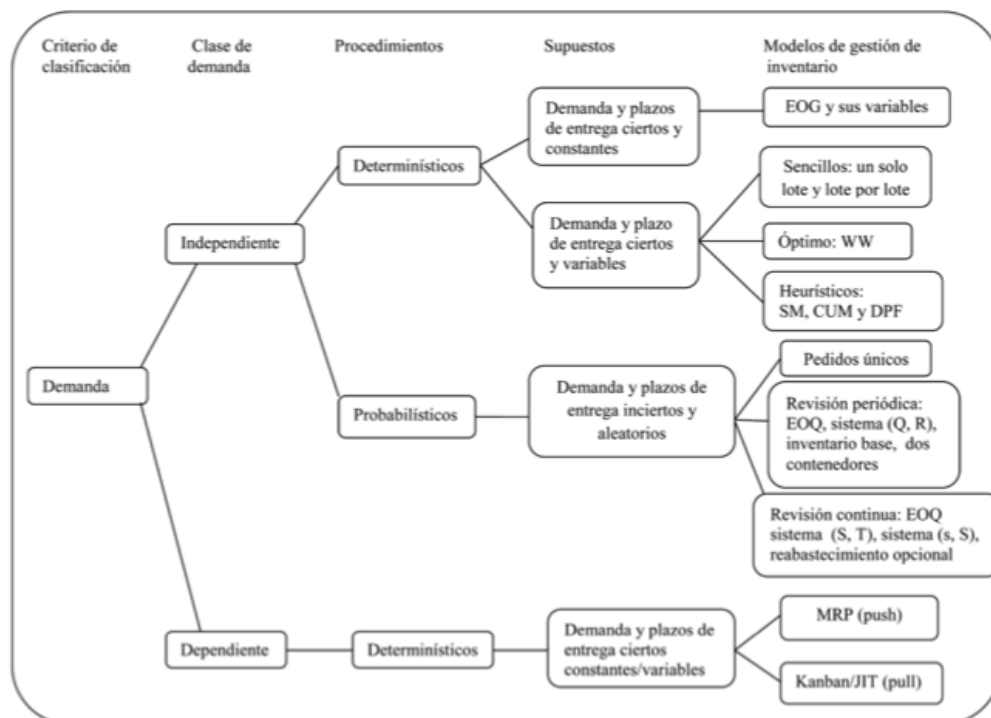 Criterio de
clasificación
Clase de
demanda
Procedimientos
Supuestos
Modelos de gestión de
inventario
Demanda y plazos
de entrega ciertos y
constantes
EOG y sus variables
Determinísticos
Sencillos: un solo
lote y lote por lote
Independiente
Demanda y plazo
de entrega ciertos
y variables
Óptimo: WW
Heurísticos:
SM, CUM y DPF
Demanda
Probabilísticos
Demanda y plazos de
entrega inciertos y
aleatorios
Pedidos únicos
Revisión periódica:
EOQ, sistema (Q, R),
inventario base, dos
contenedores
Revisión continua: EOQ
sistema (S, T), sistema (s, S),
reabastecimiento opcional
Dependiente
Determinísticos
Demanda y plazos de
entrega ciertos
constantes/variables
MRP (push)
Kanban/JIT (pull)